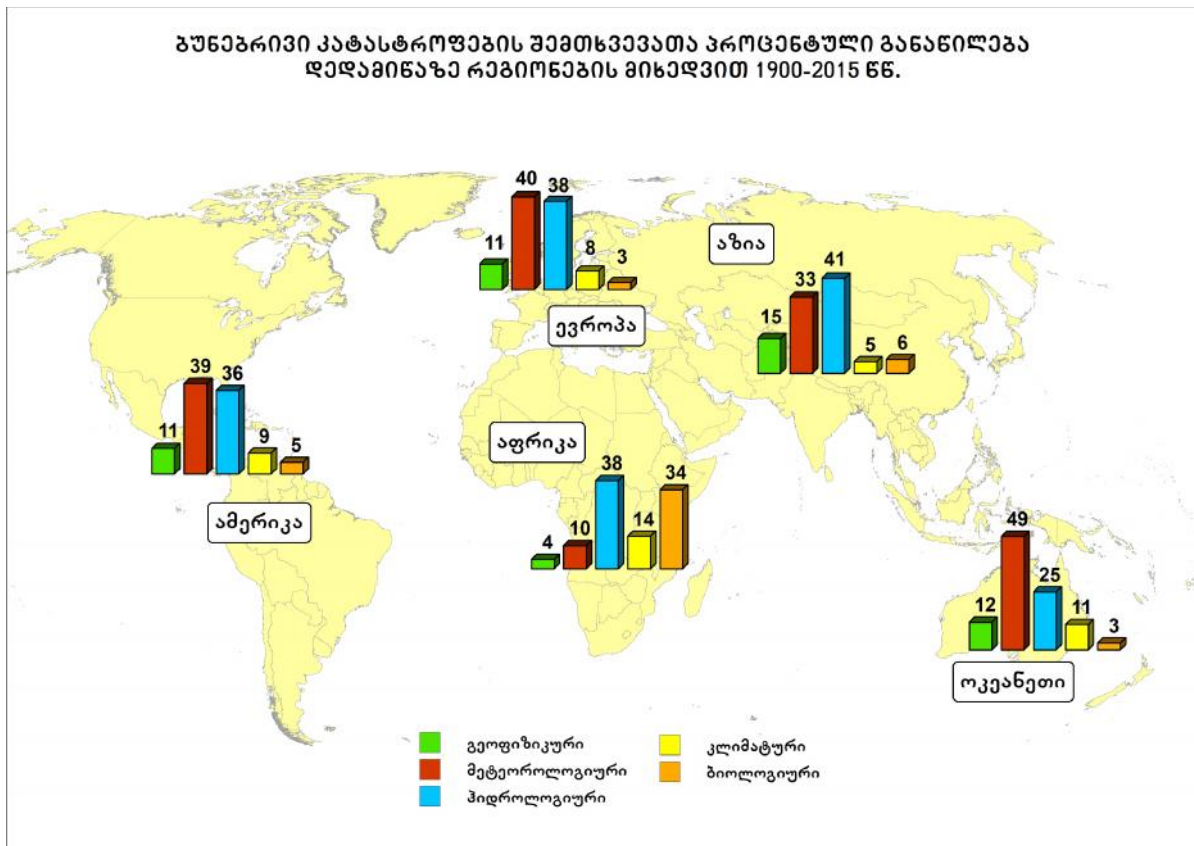 ბუნებრივი კატასტროფების შემთხვევათა პროცენტული განაწილება
დედამიწაზე რეგიონების მიხედვით 1900-2015 წწ.
11
40
38
8
3
ევროპა
აზია
15
33
41
5
6
11
39
36
9
5
ამერიკა
აფრიკა
4
10
38
14
34
12
49
25
11
3
ოკეანეთი
გეოფიზიკური
მეტეოროლოგიური
ჰიდროლოგიური
კლიმატური
ბიოლოგიური